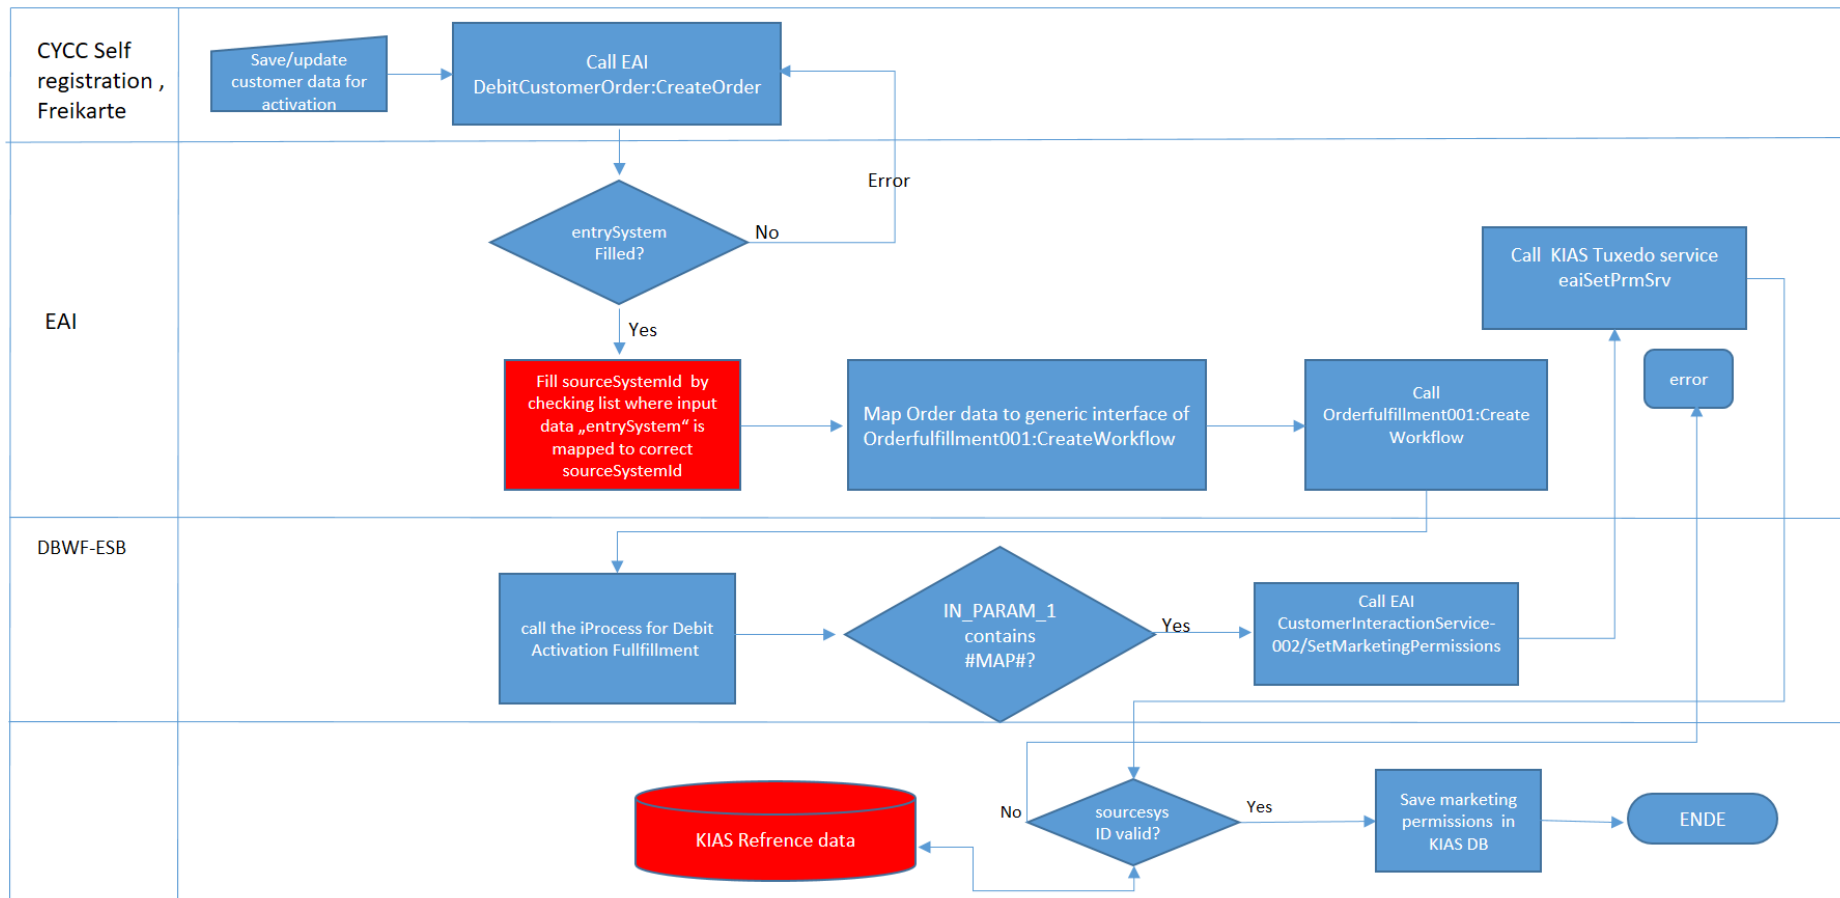 CYCC Self
registration ,
Freikarte
Save/update
customer data for
activation
Call EAI
DebitCustomerOrder:CreateOrder
Error
EAI
entrySystem
Filled?
No
Yes
Call  KIAS Tuxedo service
eaiSetPrmSrv
error
Fill sourceSystemId  by
checking list where input
data „entrySystem“ is
mapped to correct
sourceSystemId
Map Order data to generic interface of
Orderfulfillment001:CreateWorkflow
Call
Orderfulfillment001:Create
Workflow
DBWF-ESB
call the iProcess for Debit
Activation Fullfillment
IN_PARAM_1
contains
#MAP#?
Yes
Call EAI
CustomerInteractionService-
002/SetMarketingPermissions
KIAS Refrence data
No
sourcesys
ID valid?
Yes
Save marketing
permissions  in
KIAS DB
ENDE